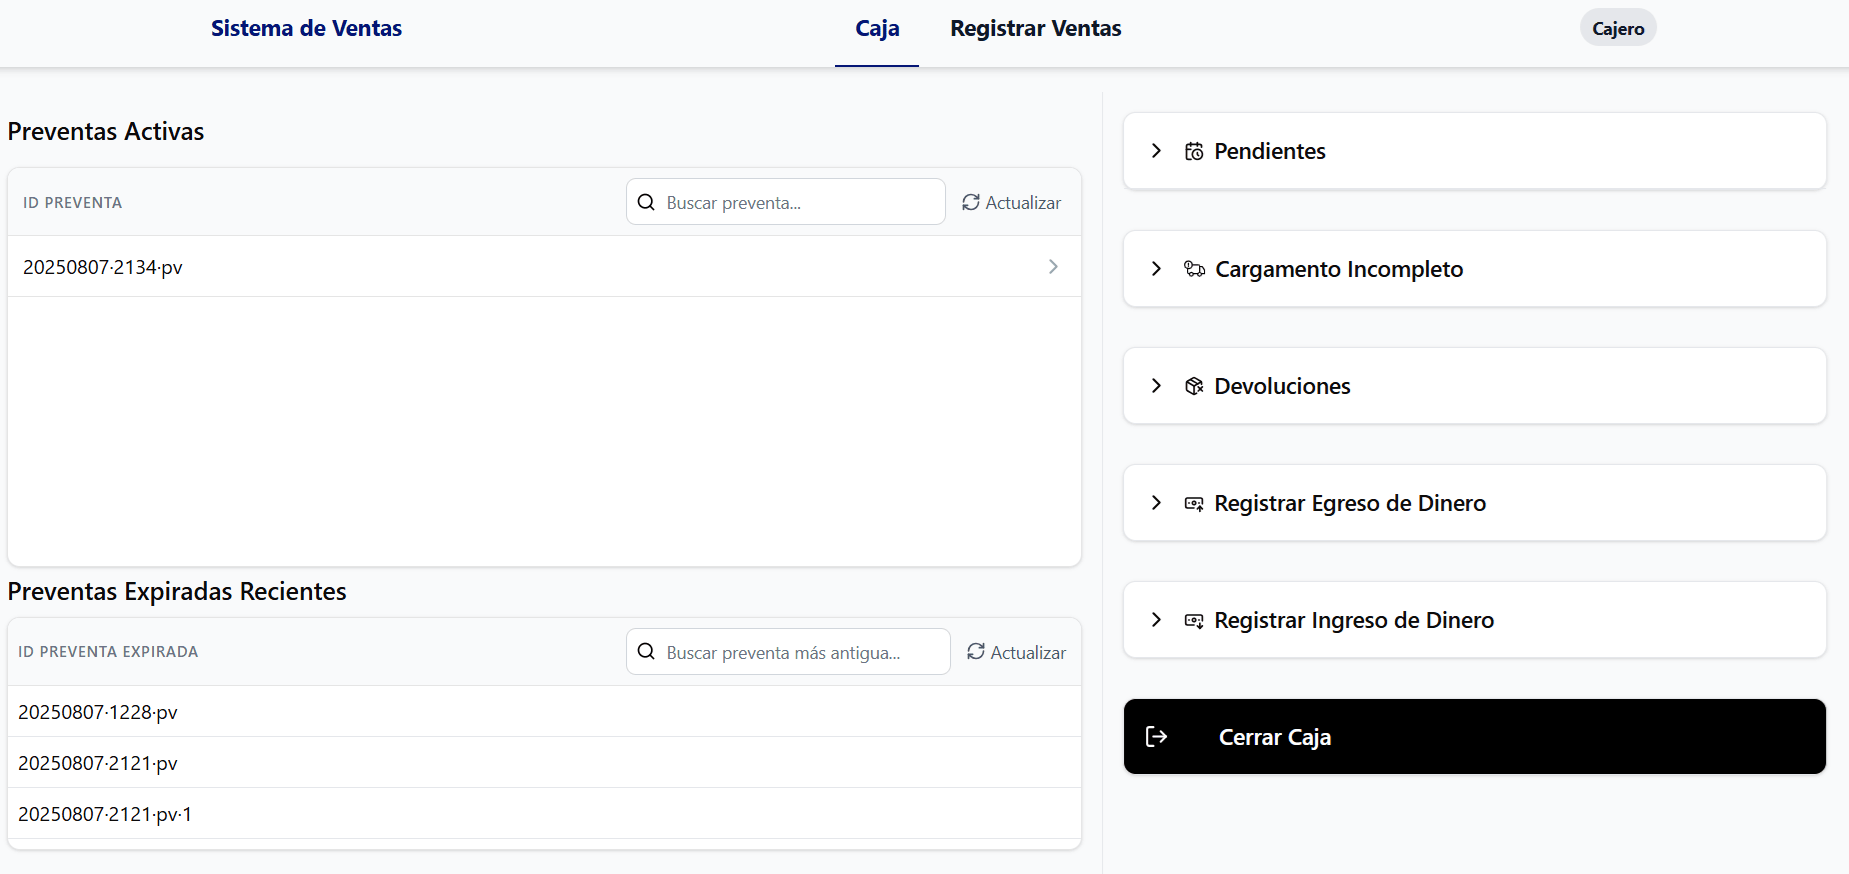 Sistema de Ventas
Caja
Registrar Ventas
Cajero
Preventas Activas
ID PREVENTA
Buscar preventa...
Actualizar
20250807·2134·pv
Preventas Expiradas Recientes
ID PREVENTA EXPIRADA
Buscar preventa más antigua...
Actualizar
20250807·1228·pv
20250807·2121·pv
20250807·2121·pv·1
Pendientes
Cargamento Incompleto
Devoluciones
Registrar Egreso de Dinero
Registrar Ingreso de Dinero
Cerrar Caja